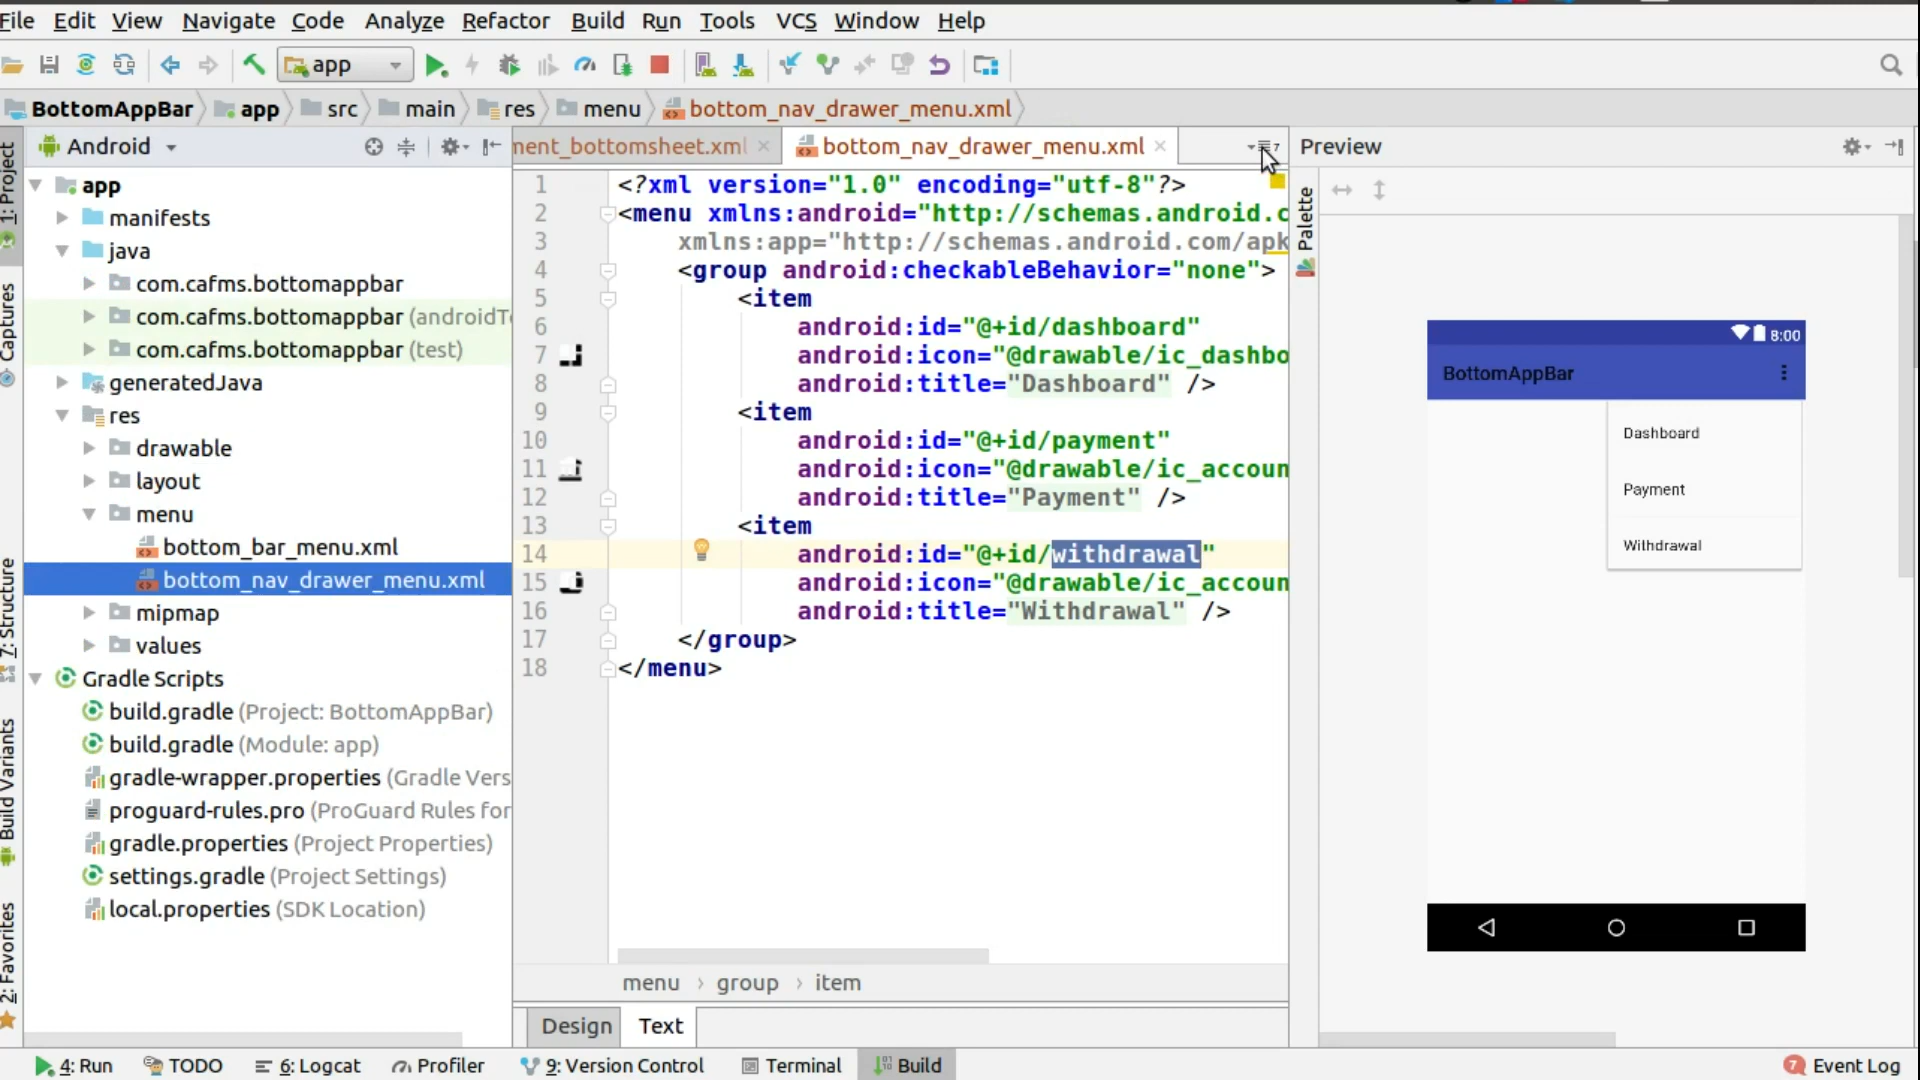 File Edit View Navigate Code Analyze Refactor Build Run Tools VCS Window Help
app
BottomAppBar app src main res menu bottom_nav_drawer_menu.xml
Android
ment_bottomsheet.xml
bottom_nav_drawer_menu.xml
7
Preview
1: Project
Captures
7: Structure
Build Variants
2: Favorites
app
manifests
java
com.cafms.bottomappbar
com.cafms.bottomappbar (androidTe
com.cafms.bottomappbar (test)
generatedJava
res
drawable
layout
menu
bottom_bar_menu.xml
bottom_nav_drawer_menu.xml
mipmap
values
Gradle Scripts
build.gradle (Project: BottomAppBar)
build.gradle (Module: app)
gradle-wrapper.properties (Gradle Vers
proguard-rules.pro (ProGuard Rules for
gradle.properties (Project Properties)
settings.gradle (Project Settings)
local.properties (SDK Location)
1 <?xml version="1.0" encoding="utf-8"?>
2 <menu xmlns:android="http://schemas.android.c
3 xmlns:app="http://schemas.android.com/apk
4 <group android:checkableBehavior="none">
5 <item
6 android:id="@+id/dashboard"
7 android:icon="@drawable/ic_dashbo
8 android:title="Dashboard" />
9 <item
10 android:id="@+id/payment"
11 android:icon="@drawable/ic_accoun
12 android:title="Payment" />
13 <item
14 android:id="@+id/withdrawal"
15 android:icon="@drawable/ic_accoun
16 android:title="Withdrawal" />
17 </group>
18 </menu>
menu › group › item
Design Text
Palette
8:00
BottomAppBar
Dashboard
Payment
Withdrawal
4: Run TODO 6: Logcat Profiler 9: Version Control Terminal Build 7 Event Log